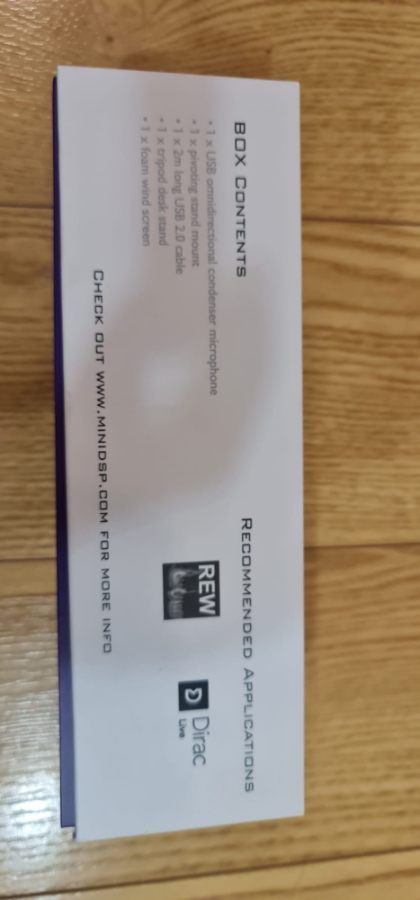 BOX CONTENTS
• 1 x USB omnidirectional condenser microphone
• 1 x pivoting stand mount
• 1 x 2m long USB 2.0 cable
• 1 x tripod desk stand
• 1 x foam wind screen
RECOMMENDED APPLICATIONS
REW
Dirac
Live
CHECK OUT WWW.MINIDSP.COM FOR MORE INFO